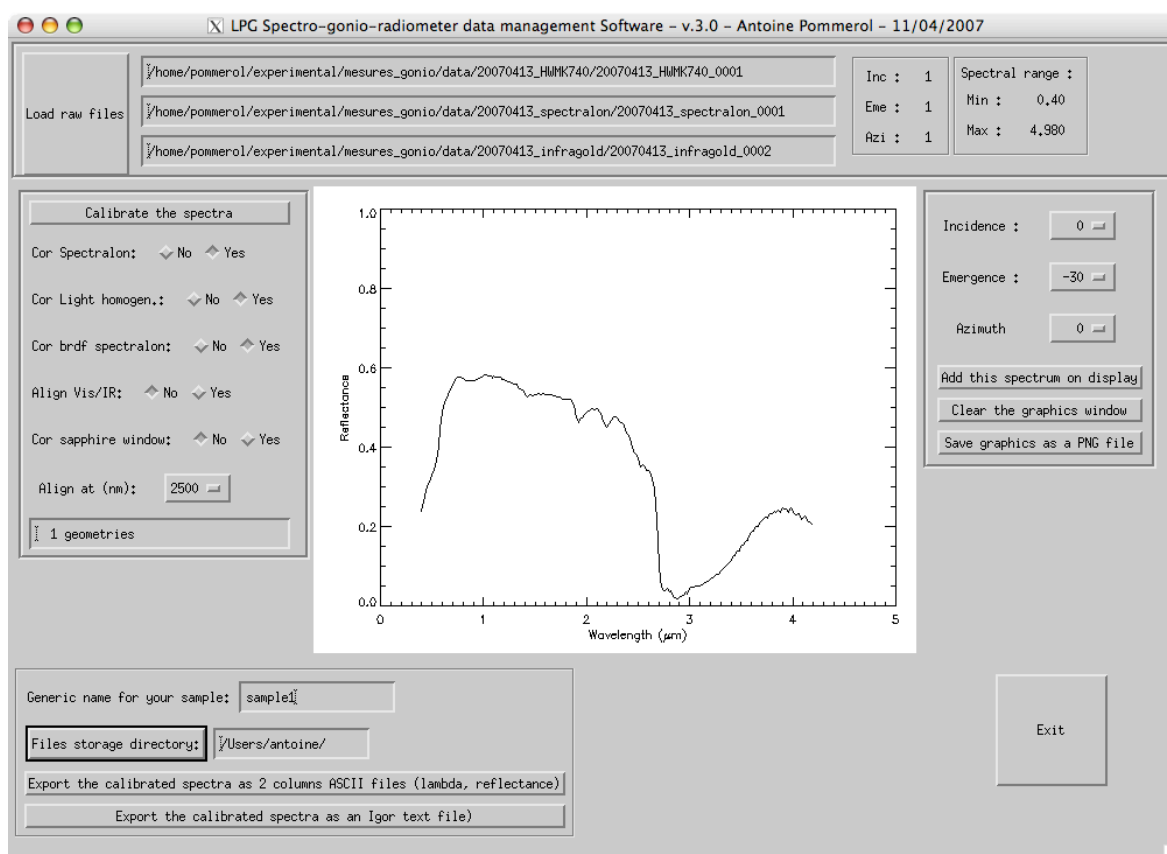 LPG Spectro-gonio-radiometer data management Software - v.3.0 - Antoine Pommerol - 11/04/2007
Load raw files
/home/pommerol/experimental/mesures_gonio/data/20070413_HWMK740/20070413_HWMK740_0001
/home/pommerol/experimental/mesures_gonio/data/20070413_spectralon/20070413_spectralon_0001
/home/pommerol/experimental/mesures_gonio/data/20070413_infragold/20070413_infragold_0002
Inc : 1
Eme : 1
Azi : 1
Spectral range :
Min : 0.40
Max : 4.980
Calibrate the spectra
Cor Spectralon: No Yes
Cor Light homogen.: No Yes
Cor brdf spectralon: No Yes
Align Vis/IR: No Yes
Cor sapphire window: No Yes
Align at (nm): 2500
1 geometries
Reflectance
1.0
0.8
0.6
0.4
0.2
0.0
0 1 2 3 4 5
Wavelength (μm)
Incidence : 0
Emergence : -30
Azimuth 0
Add this spectrum on display
Clear the graphics window
Save graphics as a PNG file
Generic name for your sample: sample1
Files storage directory: /Users/antoine/
Export the calibrated spectra as 2 columns ASCII files (lambda, reflectance)
Export the calibrated spectra as an Igor text file)
Exit